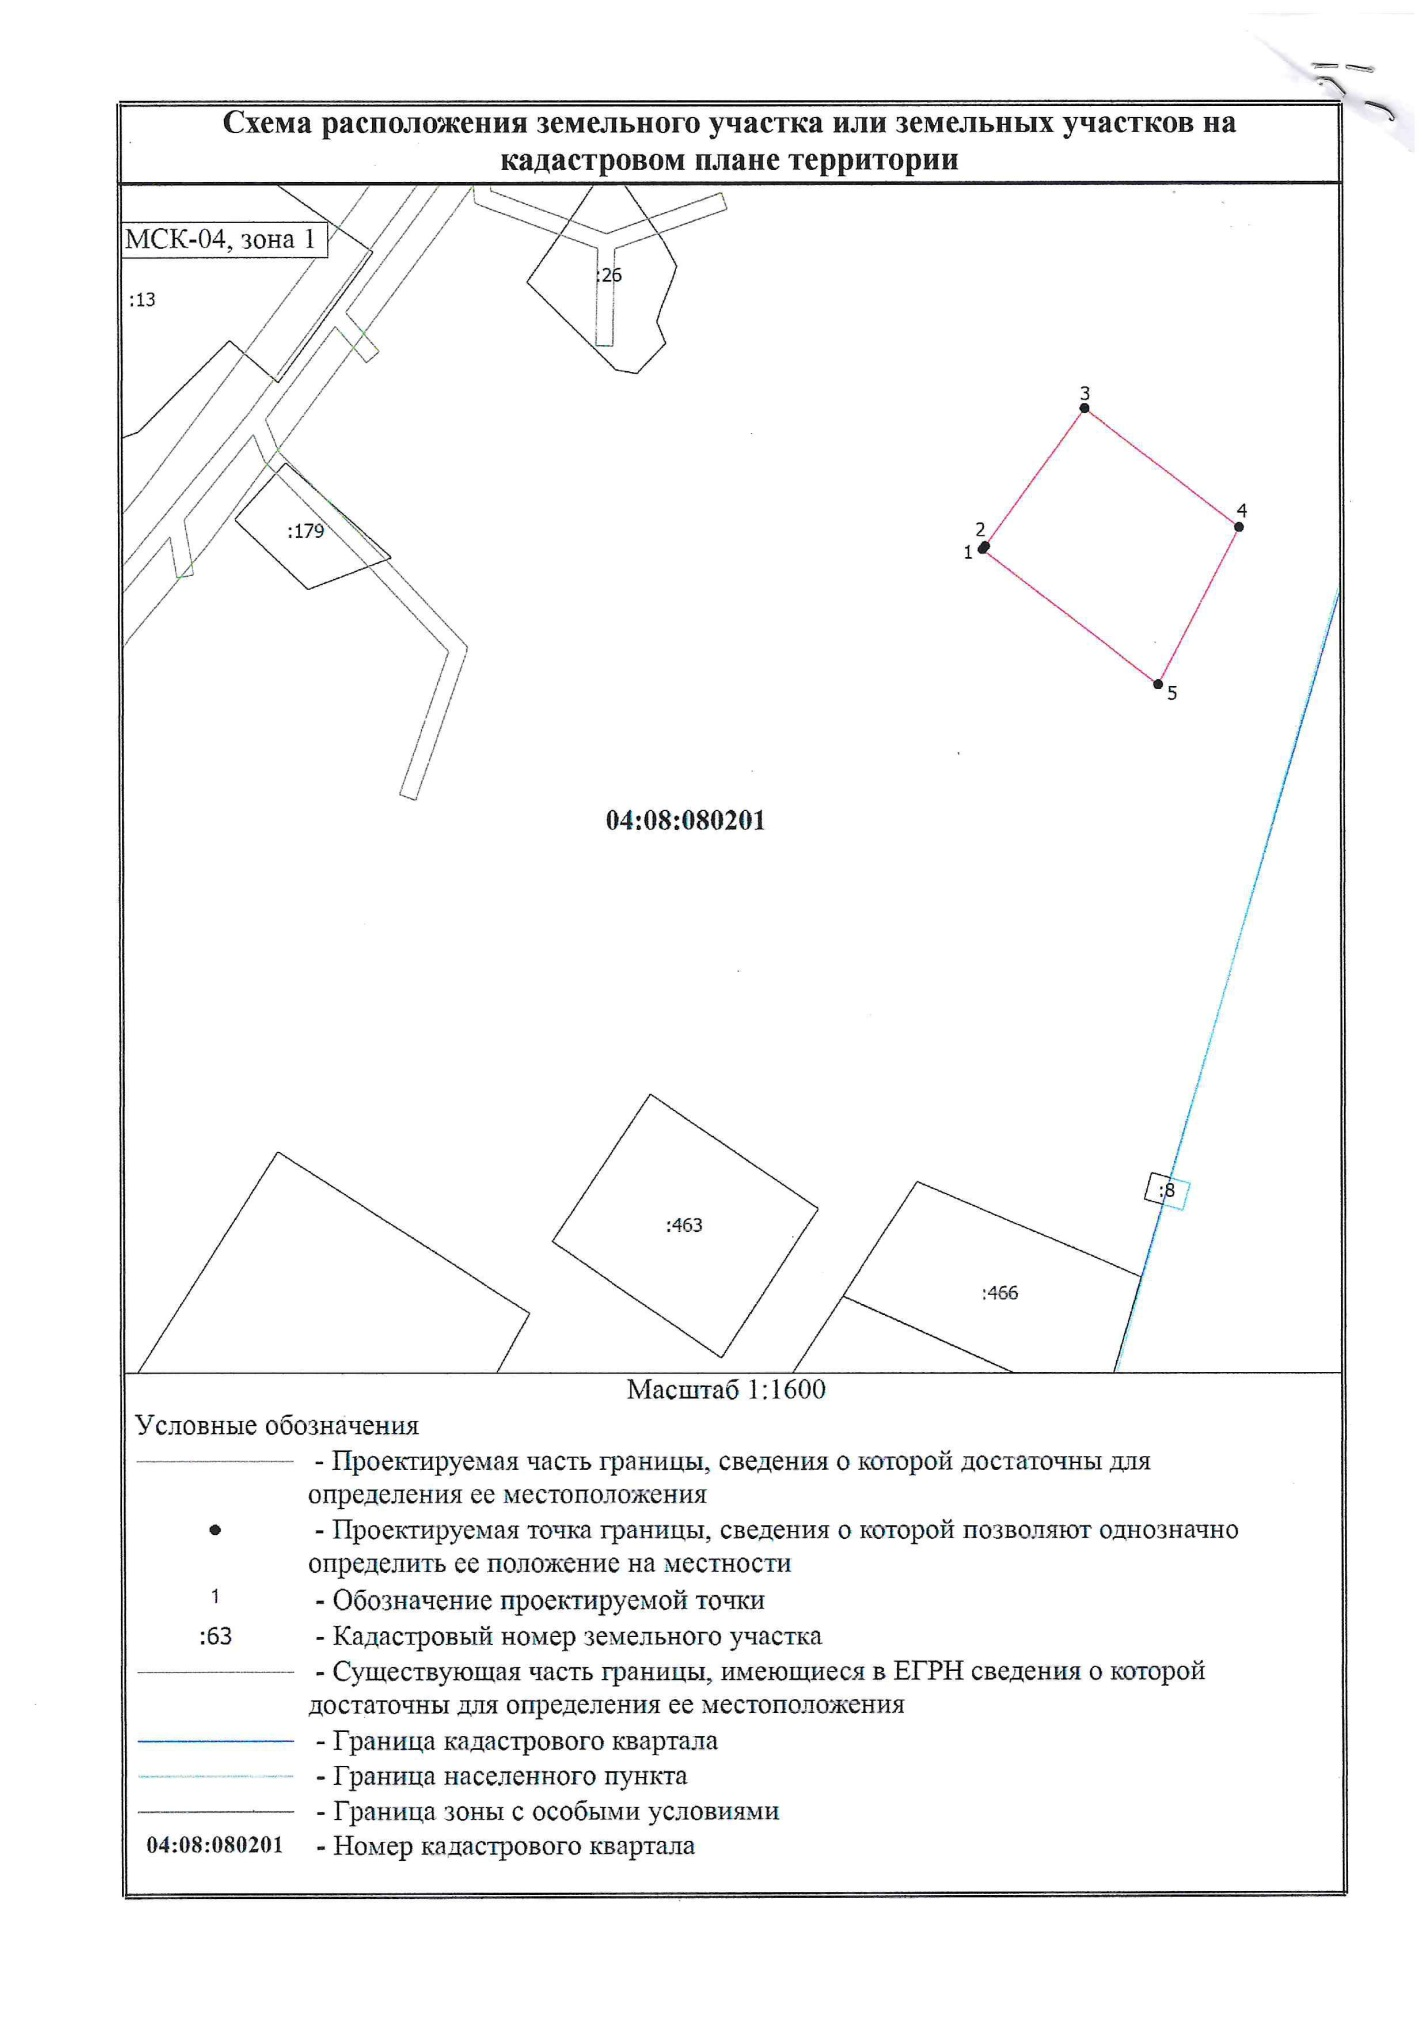 Схема расположения земельного участка или земельных участков на
кадастровом плане территории
МСК-04, зона 1
:13
:26
:179
3
4
2
1
5
04:08:080201
:463
:8
:466
Масштаб 1:1600
Условные обозначения
- Проектируемая часть границы, сведения о которой достаточны для
определения ее местоположения
- Проектируемая точка границы, сведения о которой позволяют однозначно
определить ее положение на местности
1 - Обозначение проектируемой точки
:63 - Кадастровый номер земельного участка
- Существующая часть границы, имеющиеся в ЕГРН сведения о которой
достаточны для определения ее местоположения
- Граница кадастрового квартала
- Граница населенного пункта
- Граница зоны с особыми условиями
04:08:080201 - Номер кадастрового квартала